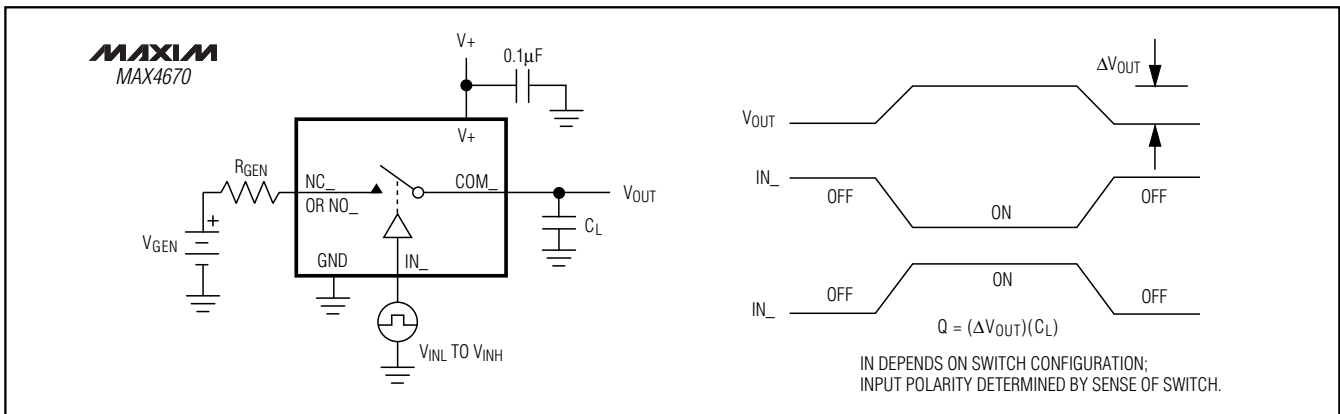 MAXIM
MAX4670
V+
0.1µF
V+
RGEN
NC_
OR NO_
COM_
VOUT
CL
VGEN
+
GND
IN_
VINL TO VINH
ΔVOUT
VOUT
IN_
OFF
ON
OFF
IN_
OFF
ON
OFF
Q = (ΔVOUT)(CL)
IN DEPENDS ON SWITCH CONFIGURATION;
INPUT POLARITY DETERMINED BY SENSE OF SWITCH.